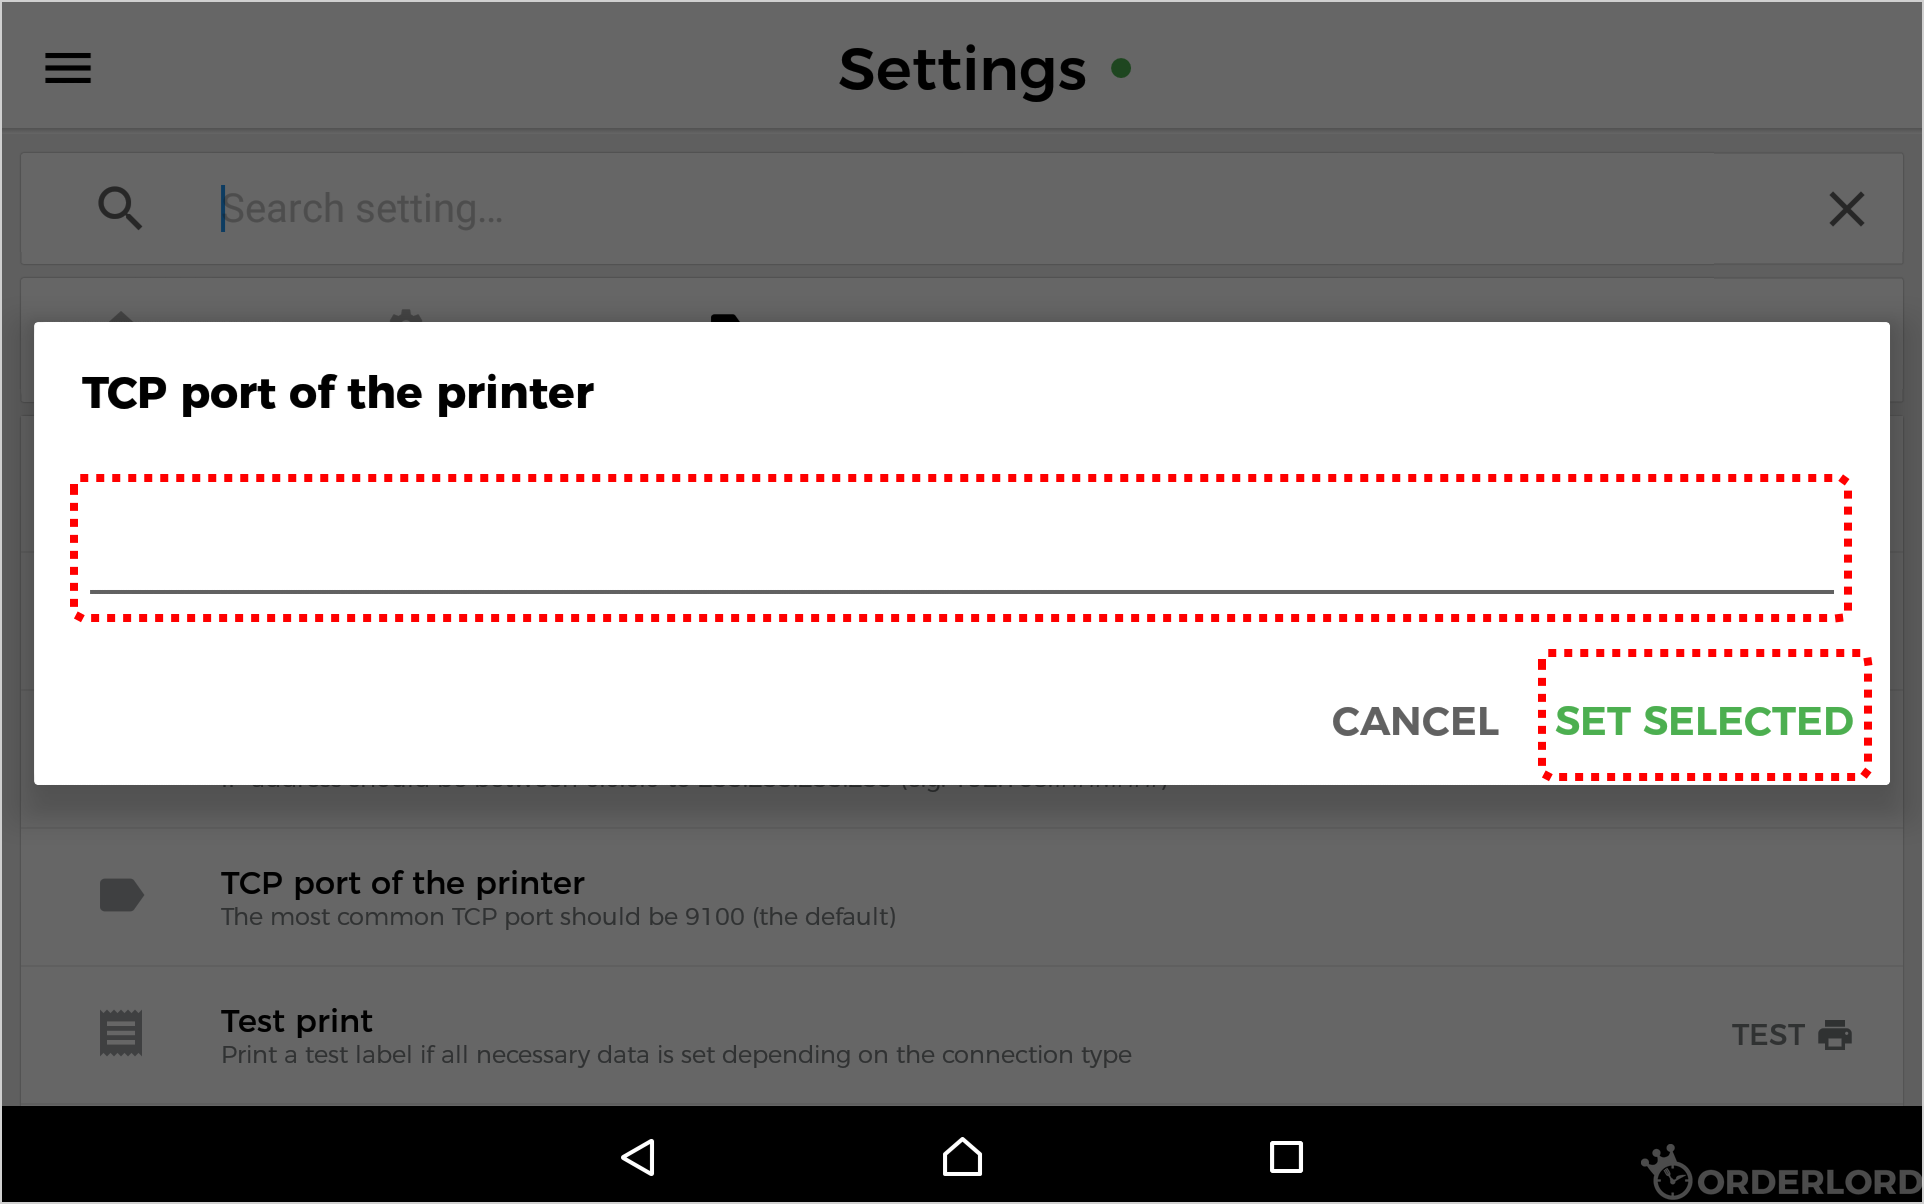 Settings
Search setting...
TCP port of the printer
CANCEL
SET SELECTED
TCP port of the printer
The most common TCP port should be 9100 (the default)
Test print
Print a test label if all necessary data is set depending on the connection type
TEST
ORDERLORD